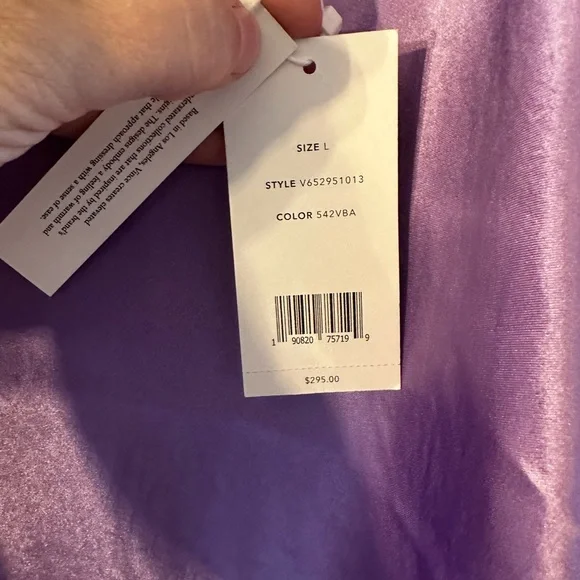 SIZE L
STYLE V652951013
COLOR 542VBA
1 90820 75719 9
$295.00
Based in Los Angeles, Vince creates elevated
understated collections that are inspired by the brand's
The designs embody a feeling of warmth and
that approach dressing with a sense of ease.